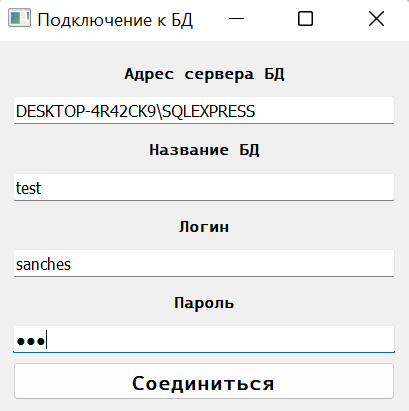 Подключение к БД
Адрес сервера БД
DESKTOP-4R42CK9\SQLEXPRESS
Название БД
test
Логин
sanches
Пароль
●●●
Соединиться